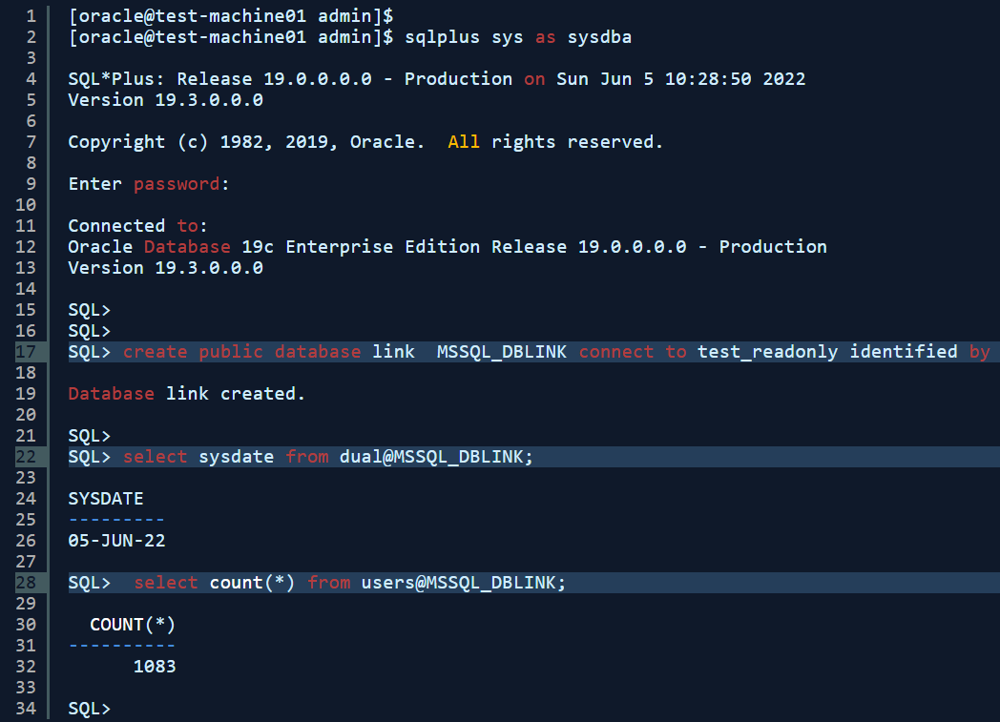 1 [oracle@test-machine01 admin]$
2 [oracle@test-machine01 admin]$ sqlplus sys as sysdba
3
4 SQL*Plus: Release 19.0.0.0.0 - Production on Sun Jun 5 10:28:50 2022
5 Version 19.3.0.0.0
6
7 Copyright (c) 1982, 2019, Oracle.  All rights reserved.
8
9 Enter password:
10
11 Connected to:
12 Oracle Database 19c Enterprise Edition Release 19.0.0.0.0 - Production
13 Version 19.3.0.0.0
14
15 SQL>
16 SQL>
17 SQL> create public database link  MSSQL_DBLINK connect to test_readonly identified by
18
19 Database link created.
20
21 SQL>
22 SQL> select sysdate from dual@MSSQL_DBLINK;
23
24 SYSDATE
25 ---------
26 05-JUN-22
27
28 SQL>  select count(*) from users@MSSQL_DBLINK;
29
30   COUNT(*)
31 ----------
32       1083
33
34 SQL>